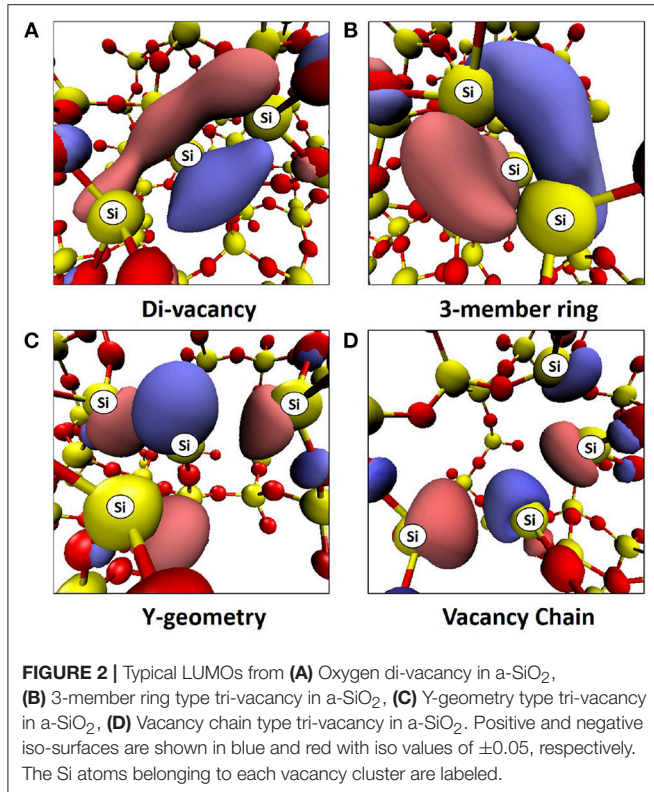 A
B
Si
Si
Si
Si
Si
Si
Di-vacancy
3-member ring
C
D
Si
Si
Si
Si
Si
Si
Si
Si
Y-geometry
Vacancy Chain
FIGURE 2 | Typical LUMOs from (A) Oxygen di-vacancy in a-SiO₂,
(B) 3-member ring type tri-vacancy in a-SiO₂, (C) Y-geometry type tri-vacancy
in a-SiO₂, (D) Vacancy chain type tri-vacancy in a-SiO₂. Positive and negative
iso-surfaces are shown in blue and red with iso values of ±0.05, respectively.
The Si atoms belonging to each vacancy cluster are labeled.